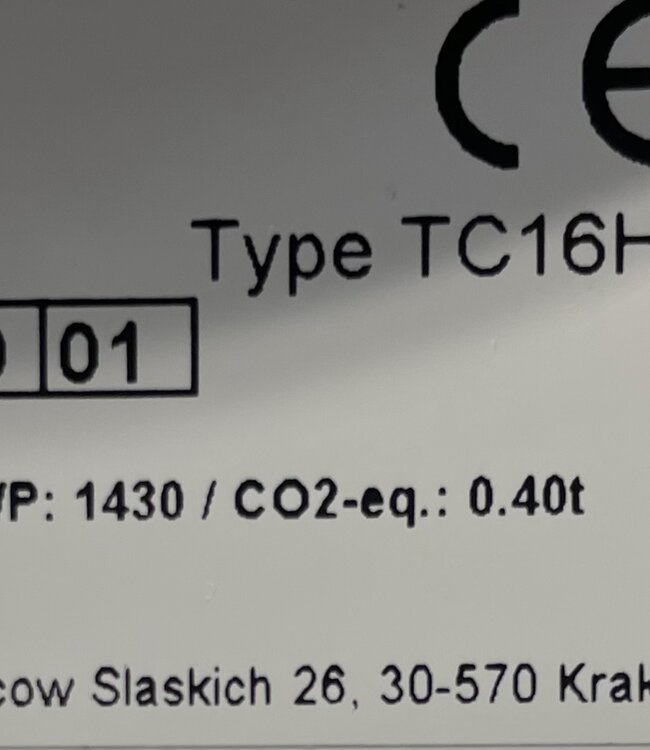 CE
Type TC16H
01
P: 1430 / CO2-eq.: 0.40t
cow Slaskich 26, 30-570 Krak